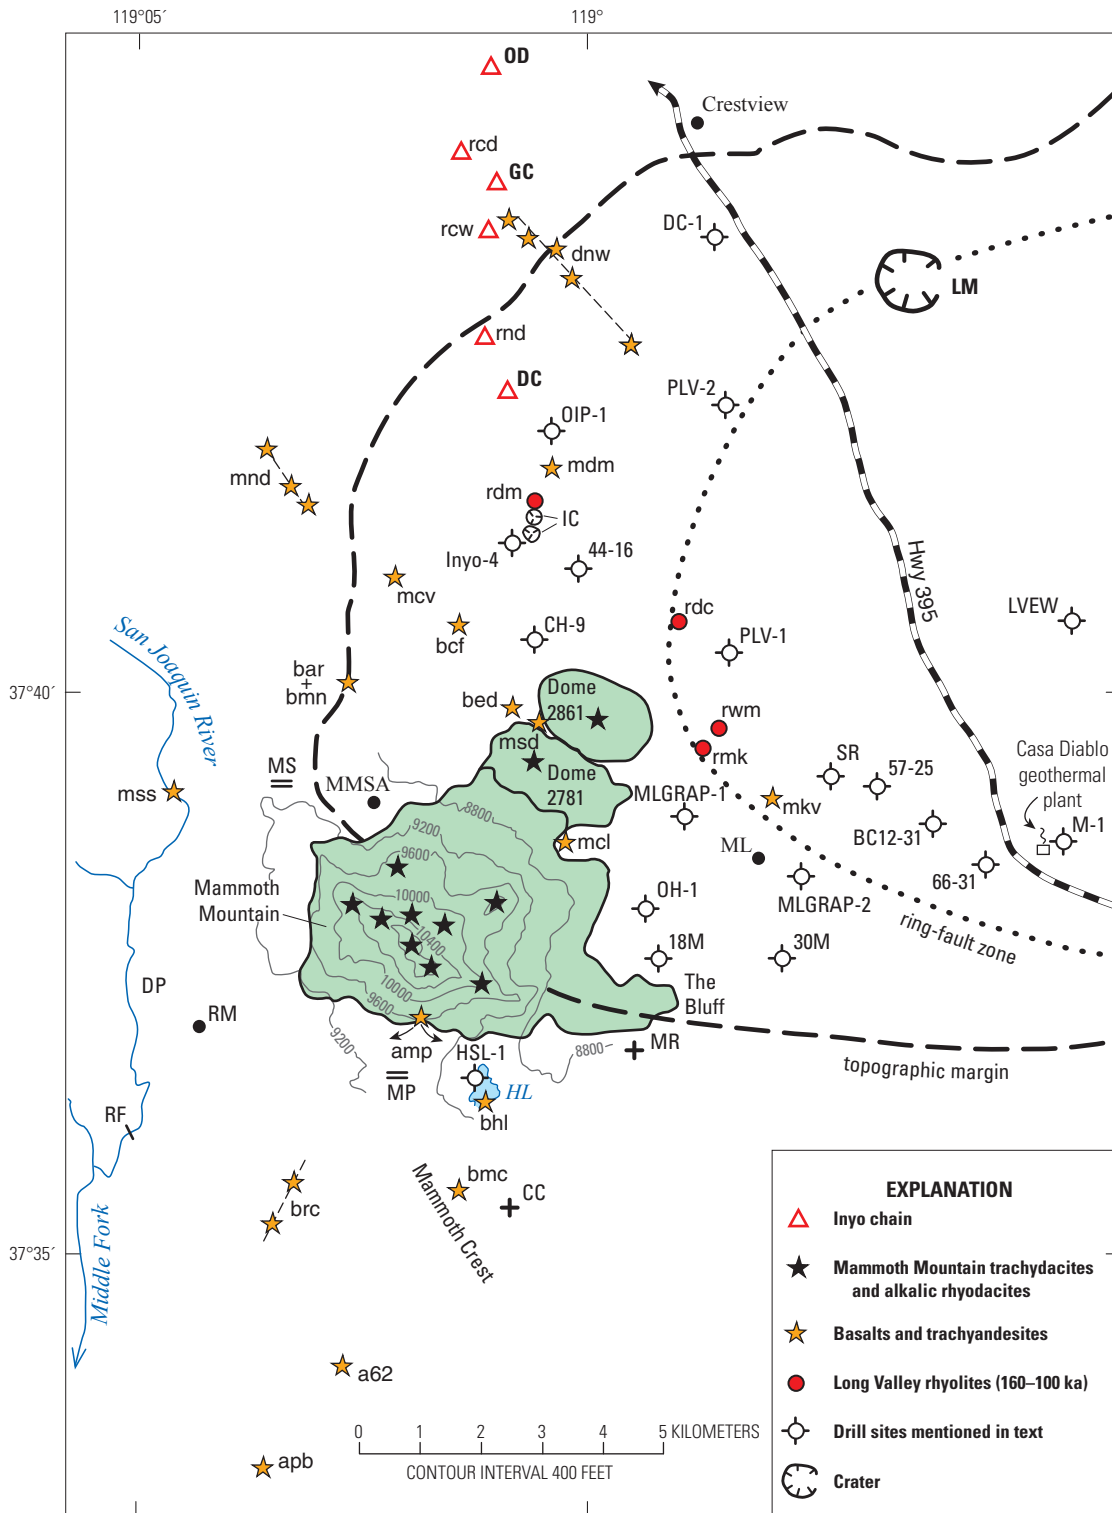 119°05′
119°
OD
Crestview
rcd
GC
rcw
DC-1
dnw
LM
rnd
DC
PLV-2
OIP-1
mdm
mnd
rdm
IC
Inyo-4
44-16
Hwy 395
mcv
bcf
CH-9
rdc
PLV-1
LVEW
San Joaquin River
bar
+
bmn
37°40′
bed
Dome
2861
msd
rwm
rmk
Dome
2781
MS
MMSA
mss
SR
57-25
Casa Diablo
geothermal
plant
MLGRAP-1
mkv
M-1
BC12-31
8800
9200
9600
mcl
ML
66-31
Mammoth
Mountain
10000
10400
OH-1
MLGRAP-2
ring-fault zone
18M
30M
10000
9600
DP
The
Bluff
RM
9200
amp
HSL-1
8800
MR
topographic margin
MP
HL
bhl
RF
bmc
CC
brc
Mammoth Crest
37°35′
Middle Fork
a62
apb
0 1 2 3 4 5 KILOMETERS
CONTOUR INTERVAL 400 FEET
EXPLANATION
Inyo chain
Mammoth Mountain trachydacites
and alkalic rhyodacites
Basalts and trachyandesites
Long Valley rhyolites (160–100 ka)
Drill sites mentioned in text
Crater